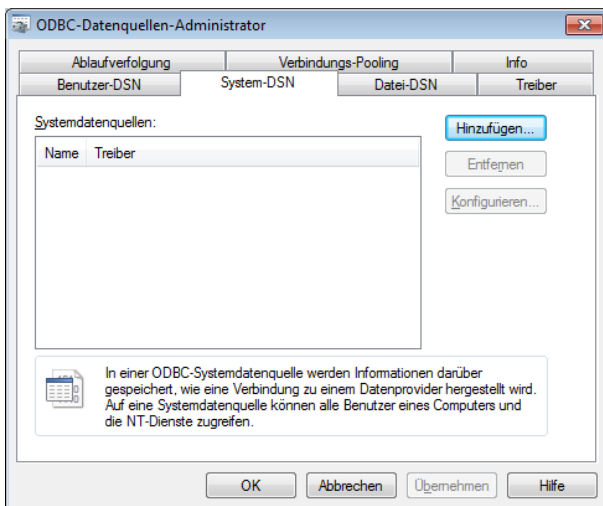 ODBC-Datenquellen-Administrator
Ablaufverfolgung Verbindungs-Pooling Info
Benutzer-DSN System-DSN Datei-DSN Treiber
Systemdatenquellen:
Hinzufügen...
Name Treiber
Entfernen
Konfigurieren...
In einer ODBC-Systemdatenquelle werden Informationen darüber
gespeichert, wie eine Verbindung zu einem Datenprovider hergestellt wird.
Auf eine Systemdatenquelle können alle Benutzer eines Computers und
die NT-Dienste zugreifen.
OK Abbrechen Übernehmen Hilfe